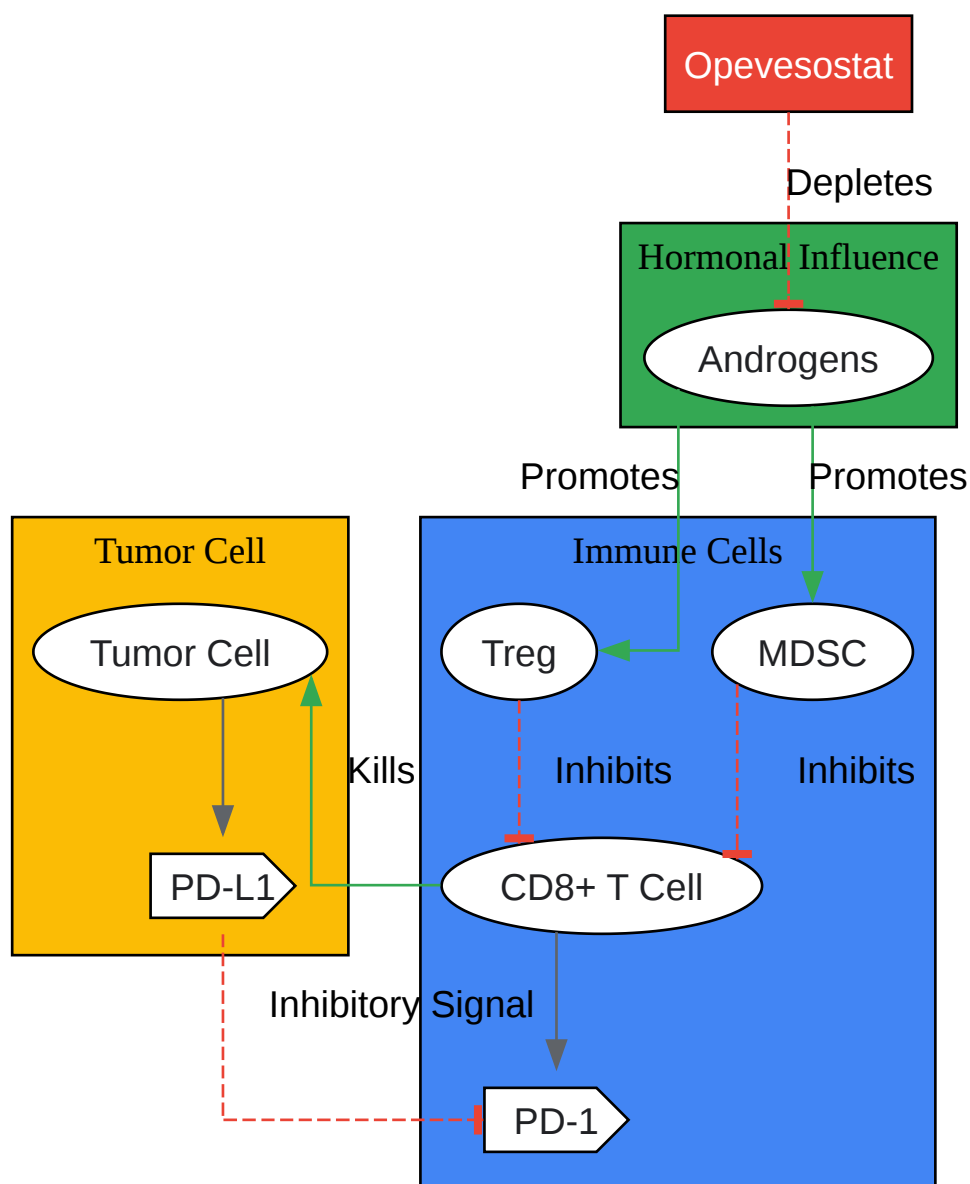 Opevesostat
Depletes
Hormonal Influence
Androgens
Promotes
Promotes
Tumor Cell
Immune Cells
Tumor Cell
Treg
MDSC
Kills
Inhibits
Inhibits
PD-L1
CD8+ T Cell
Inhibitory Signal
PD-1